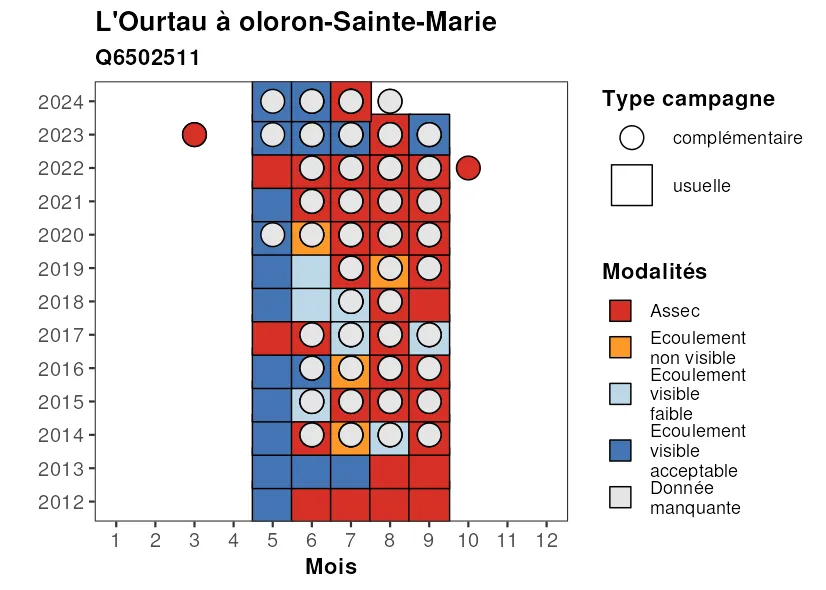 L'Ourtau à oloron-Sainte-Marie
Q6502511
2024
2023
2022
2021
2020
2019
2018
2017
2016
2015
2014
2013
2012
1 2 3 4 5 6 7 8 9 10 11 12
Mois
Type campagne
complémentaire
usuelle
Modalités
Assec
Ecoulement
non visible
Ecoulement
visible
faible
Ecoulement
visible
acceptable
Donnée
manquante